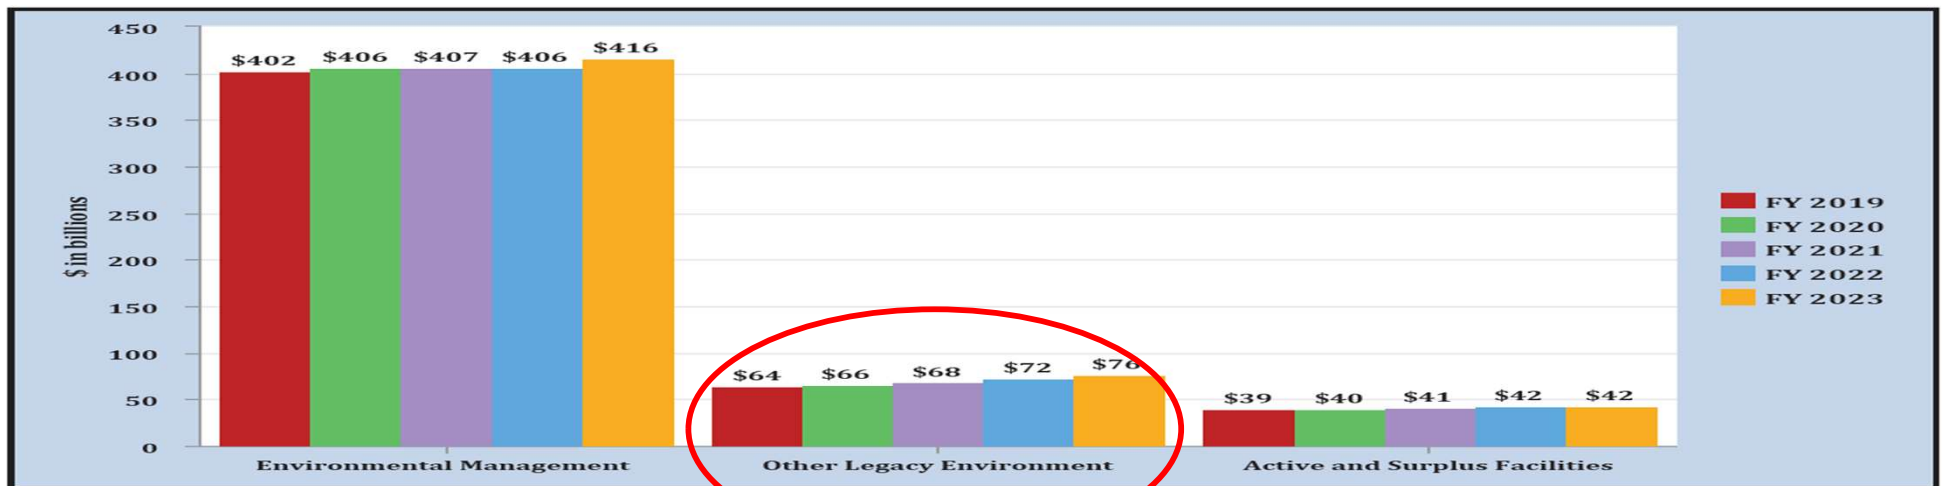 450
400
350
300
250
200
150
100
50
0
$ in billions
$402 $406 $407 $406 $416
$64 $66 $68 $72 $76
$39 $40 $41 $42 $42
Environmental Management
Other Legacy Environment
Active and Surplus Facilities
FY 2019
FY 2020
FY 2021
FY 2022
FY 2023